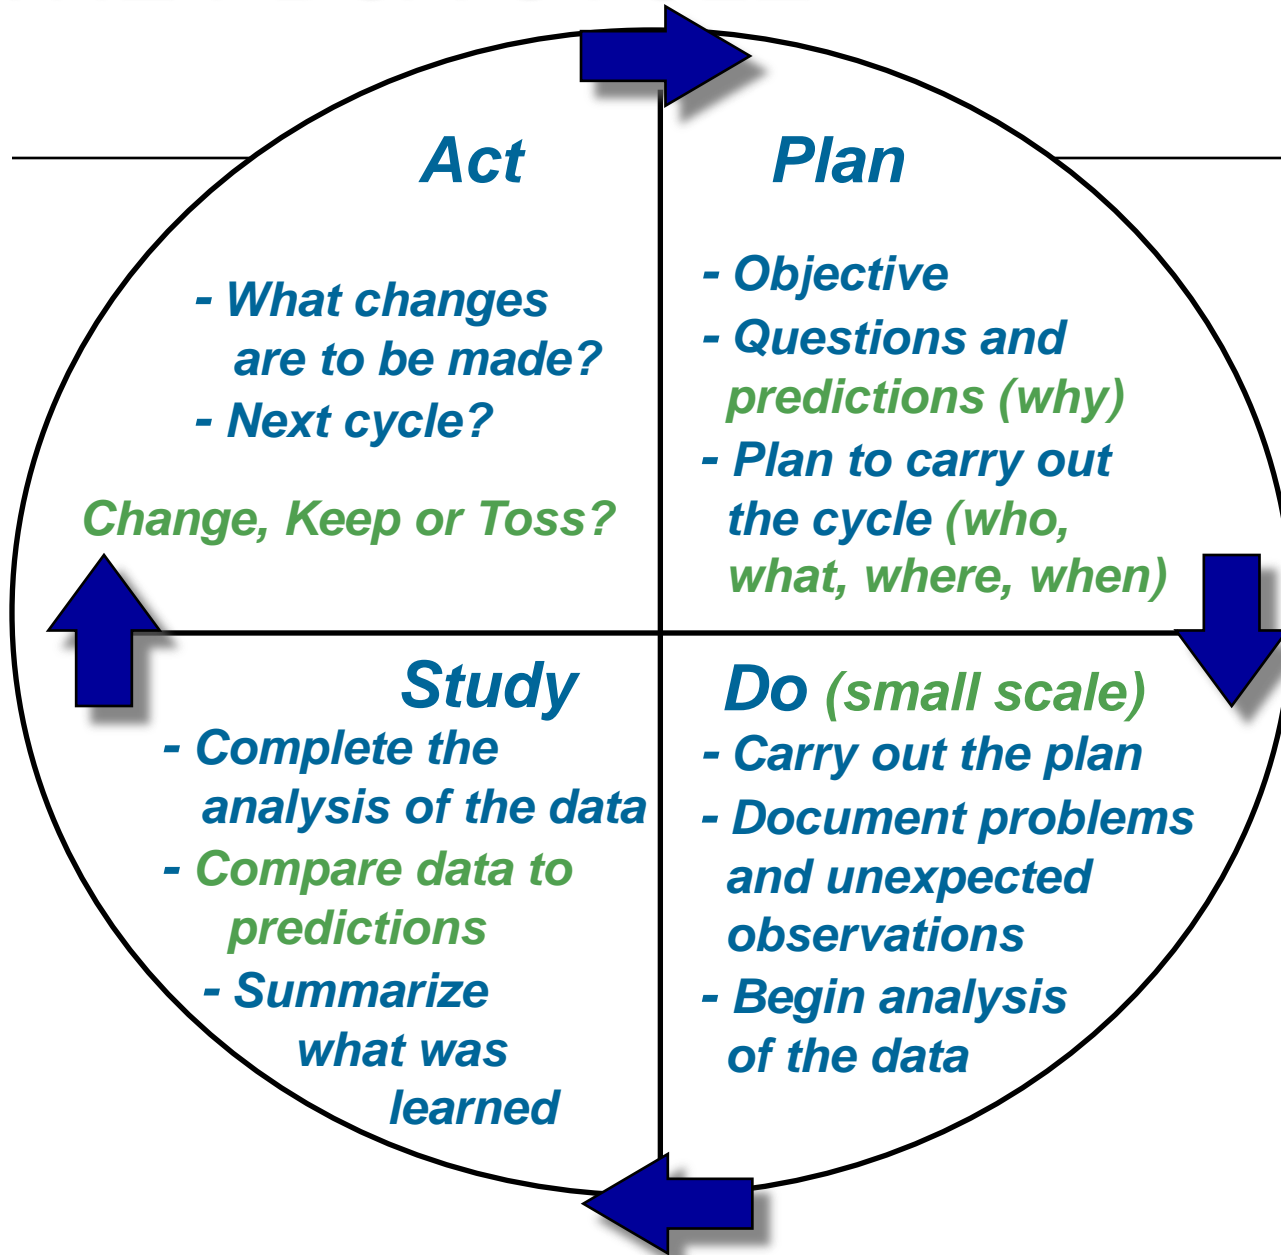 Act
- What changes
are to be made?
- Next cycle?
Change, Keep or Toss?
Plan
- Objective
- Questions and
predictions (why)
- Plan to carry out
the cycle (who,
what, where, when)
Study
- Complete the
analysis of the data
- Compare data to
predictions
- Summarize
what was
learned
Do (small scale)
- Carry out the plan
- Document problems
and unexpected
observations
- Begin analysis
of the data